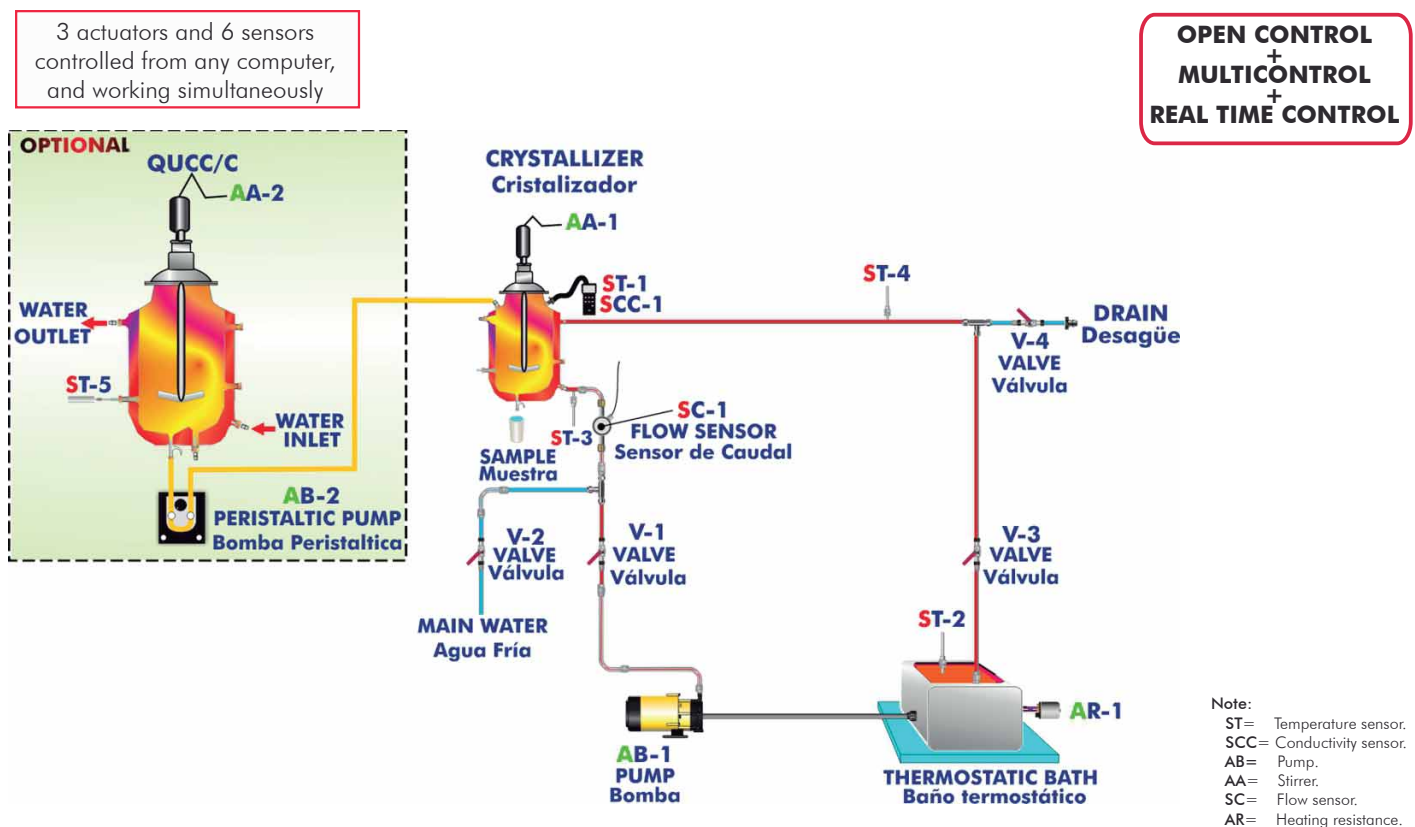 3 actuators and 6 sensors
controlled from any computer,
and working simultaneously
OPEN CONTROL
+
MULTICONTROL
+
REAL TIME CONTROL
OPTIONAL
QUCC/C
AA-2
WATER
OUTLET
ST-5
WATER
INLET
AB-2
PERISTALTIC PUMP
Bomba Peristaltica
CRYSTALLIZER
Cristalizador
AA-1
ST-1
SCC-1
ST-4
DRAIN
Desagüe
V-4
VALVE
Válvula
SC-1
FLOW SENSOR
Sensor de Caudal
ST-3
SAMPLE
Muestra
V-2
VALVE
Válvula
V-1
VALVE
Válvula
V-3
VALVE
Válvula
MAIN WATER
Agua Fría
ST-2
AR-1
AB-1
PUMP
Bomba
THERMOSTATIC BATH
Baño termostático
Note:
ST= Temperature sensor.
SCC= Conductivity sensor.
AB= Pump.
AA= Stirrer.
SC= Flow sensor.
AR= Heating resistance.